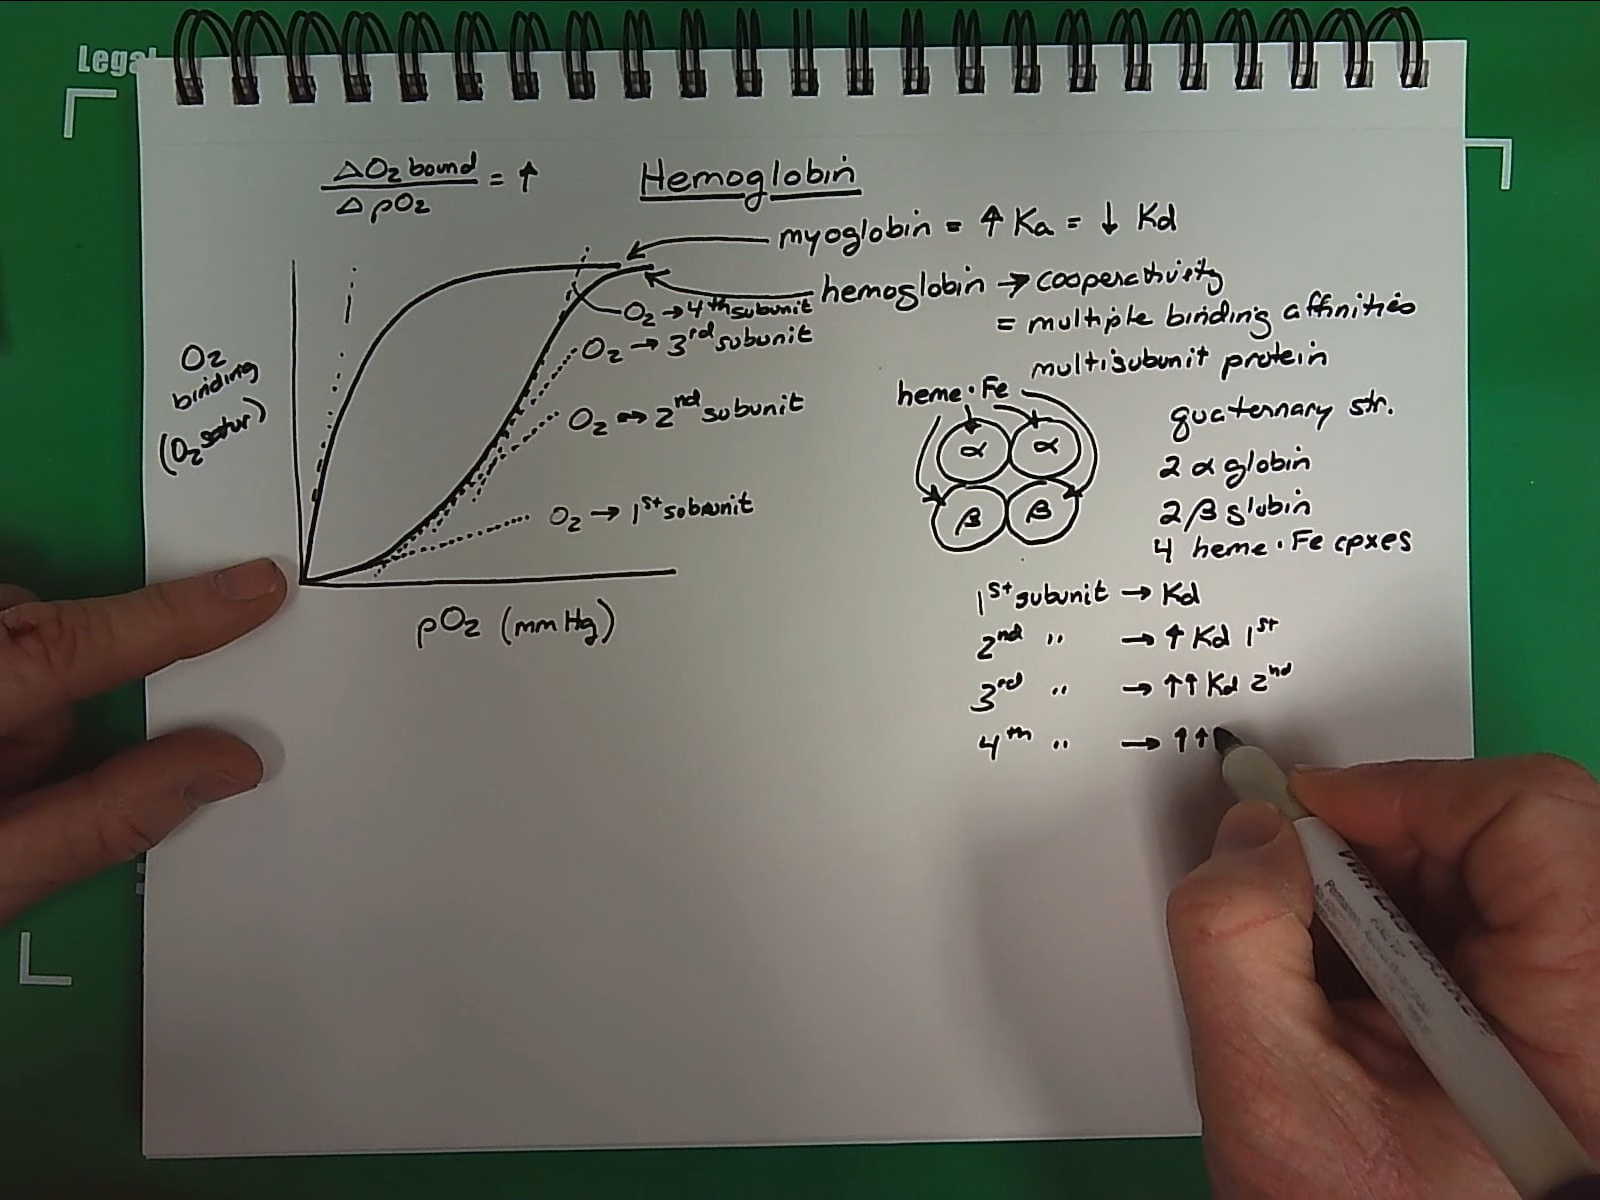 Legal
ΔO2 bound
ΔpO2
= ↑
Hemoglobin
myoglobin = ↑ Ka = ↓ Kd
hemoglobin → cooperativity
= multiple binding affinities
multisubunit protein
O2 → 4th subunit
O2 → 3rd subunit
O2 → 2nd subunit
O2 → 1st subunit
O2
binding
(O2 satur)
pO2 (mmHg)
heme·Fe
α α
β β
quaternary str.
2 α globin
2 β globin
4 heme·Fe cpxes
1st subunit → Kd
2nd " → ↑ Kd 1st
3rd " → ↑↑ Kd 2nd
4th " → ↑↑